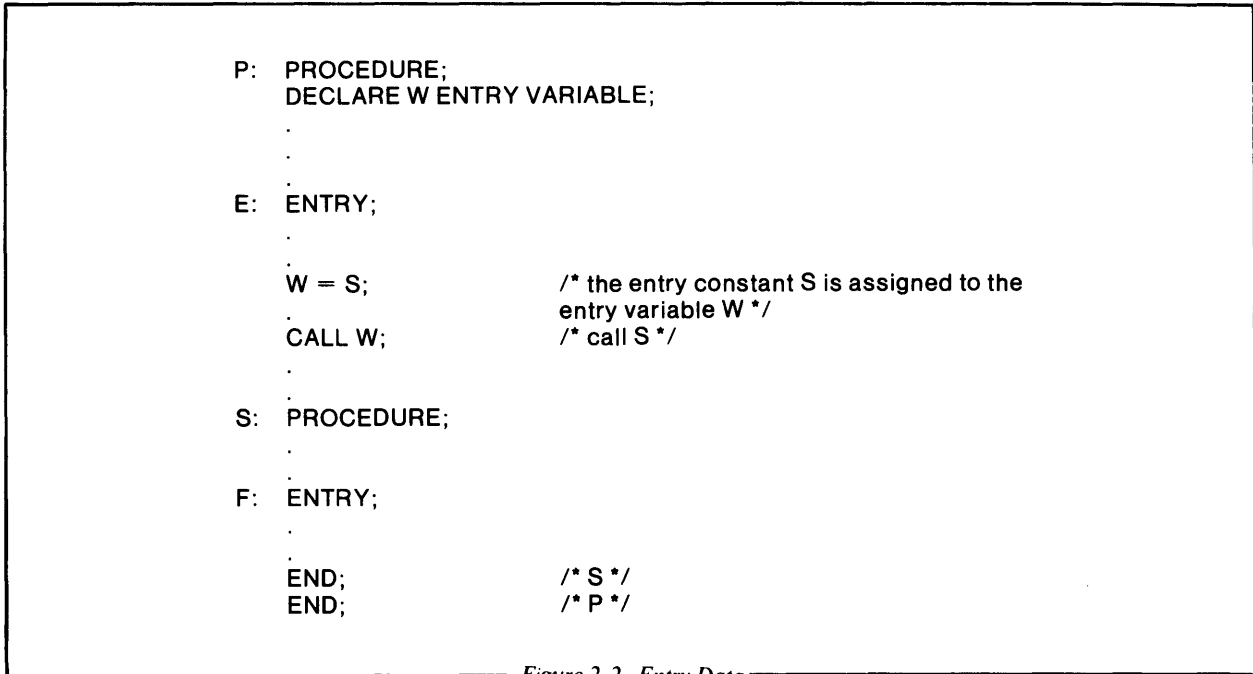 P: PROCEDURE;
DECLARE W ENTRY VARIABLE;
.
.
.
E: ENTRY;
.
.
W = S; /* the entry constant S is assigned to the
. entry variable W */
CALL W; /* call S */
.
.
S: PROCEDURE;
.
.
F: ENTRY;
.
.
END; /* S */
END; /* P */
Figure 2-2. Entry Data